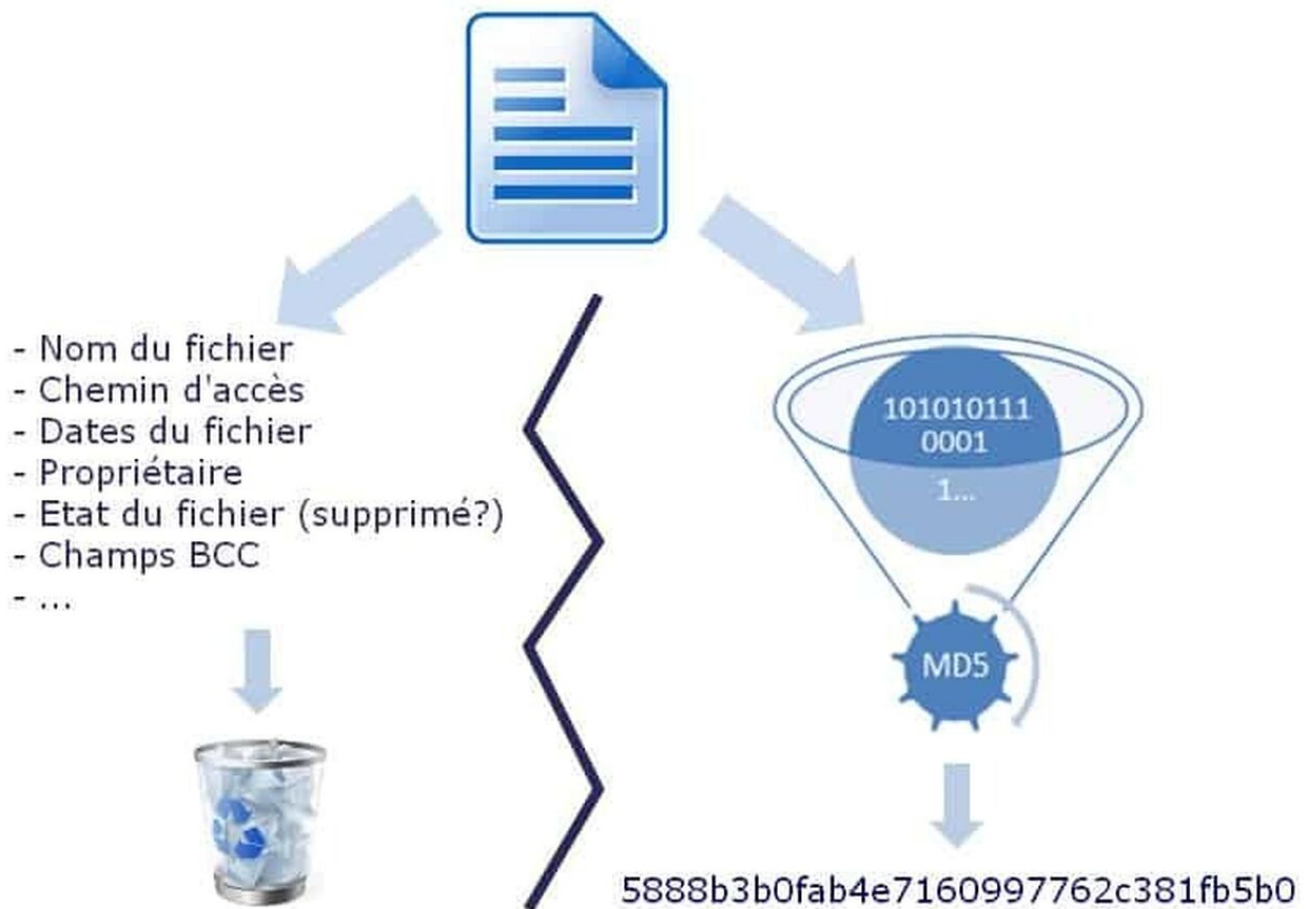 - Nom du fichier
- Chemin d'accès
- Dates du fichier
- Propriétaire
- Etat du fichier (supprimé?)
- Champs BCC
- ...
101010111
0001
1...
MD5
5888b3b0fab4e7160997762c381fb5b0